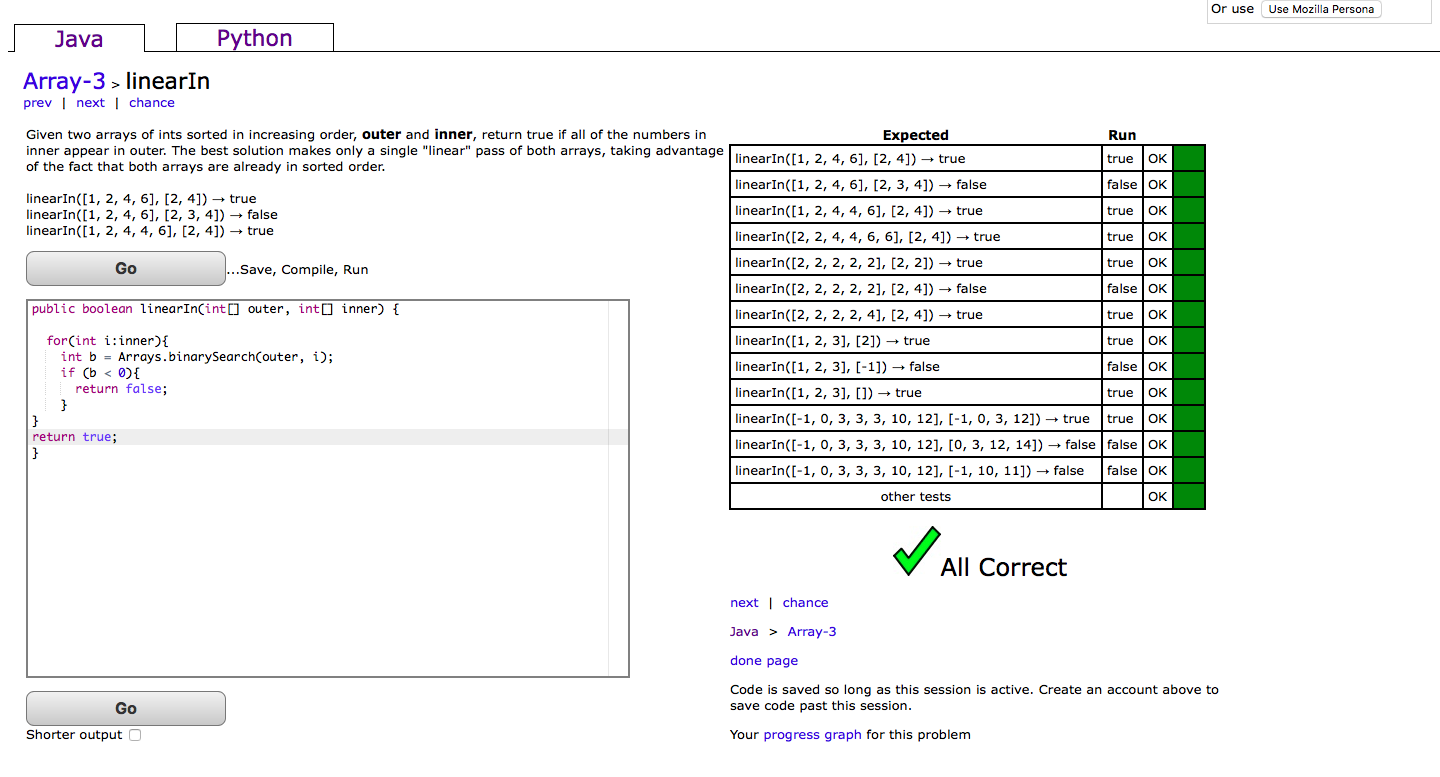 Or use Use Mozilla Persona
Java Python
Array-3 > linearIn
prev | next | chance
Given two arrays of ints sorted in increasing order, outer and inner, return true if all of the numbers in
inner appear in outer. The best solution makes only a single "linear" pass of both arrays, taking advantage
of the fact that both arrays are already in sorted order.
linearIn([1, 2, 4, 6], [2, 4]) → true
linearIn([1, 2, 4, 6], [2, 3, 4]) → false
linearIn([1, 2, 4, 4, 6], [2, 4]) → true
Go ...Save, Compile, Run
public boolean linearIn(int[] outer, int[] inner) {
for(int i:inner){
int b = Arrays.binarySearch(outer, i);
if (b < 0){
return false;
}
}
return true;
}
Go
Shorter output
Expected Run
linearIn([1, 2, 4, 6], [2, 4]) → true true OK
linearIn([1, 2, 4, 6], [2, 3, 4]) → false false OK
linearIn([1, 2, 4, 4, 6], [2, 4]) → true true OK
linearIn([2, 2, 4, 4, 6, 6], [2, 4]) → true true OK
linearIn([2, 2, 2, 2, 2], [2, 2]) → true true OK
linearIn([2, 2, 2, 2, 2], [2, 4]) → false false OK
linearIn([2, 2, 2, 2, 4], [2, 4]) → true true OK
linearIn([1, 2, 3], [2]) → true true OK
linearIn([1, 2, 3], [-1]) → false false OK
linearIn([1, 2, 3], []) → true true OK
linearIn([-1, 0, 3, 3, 3, 10, 12], [-1, 0, 3, 12]) → true true OK
linearIn([-1, 0, 3, 3, 3, 10, 12], [0, 3, 12, 14]) → false false OK
linearIn([-1, 0, 3, 3, 3, 10, 12], [-1, 10, 11]) → false false OK
other tests OK
All Correct
next | chance
Java > Array-3
done page
Code is saved so long as this session is active. Create an account above to
save code past this session.
Your progress graph for this problem